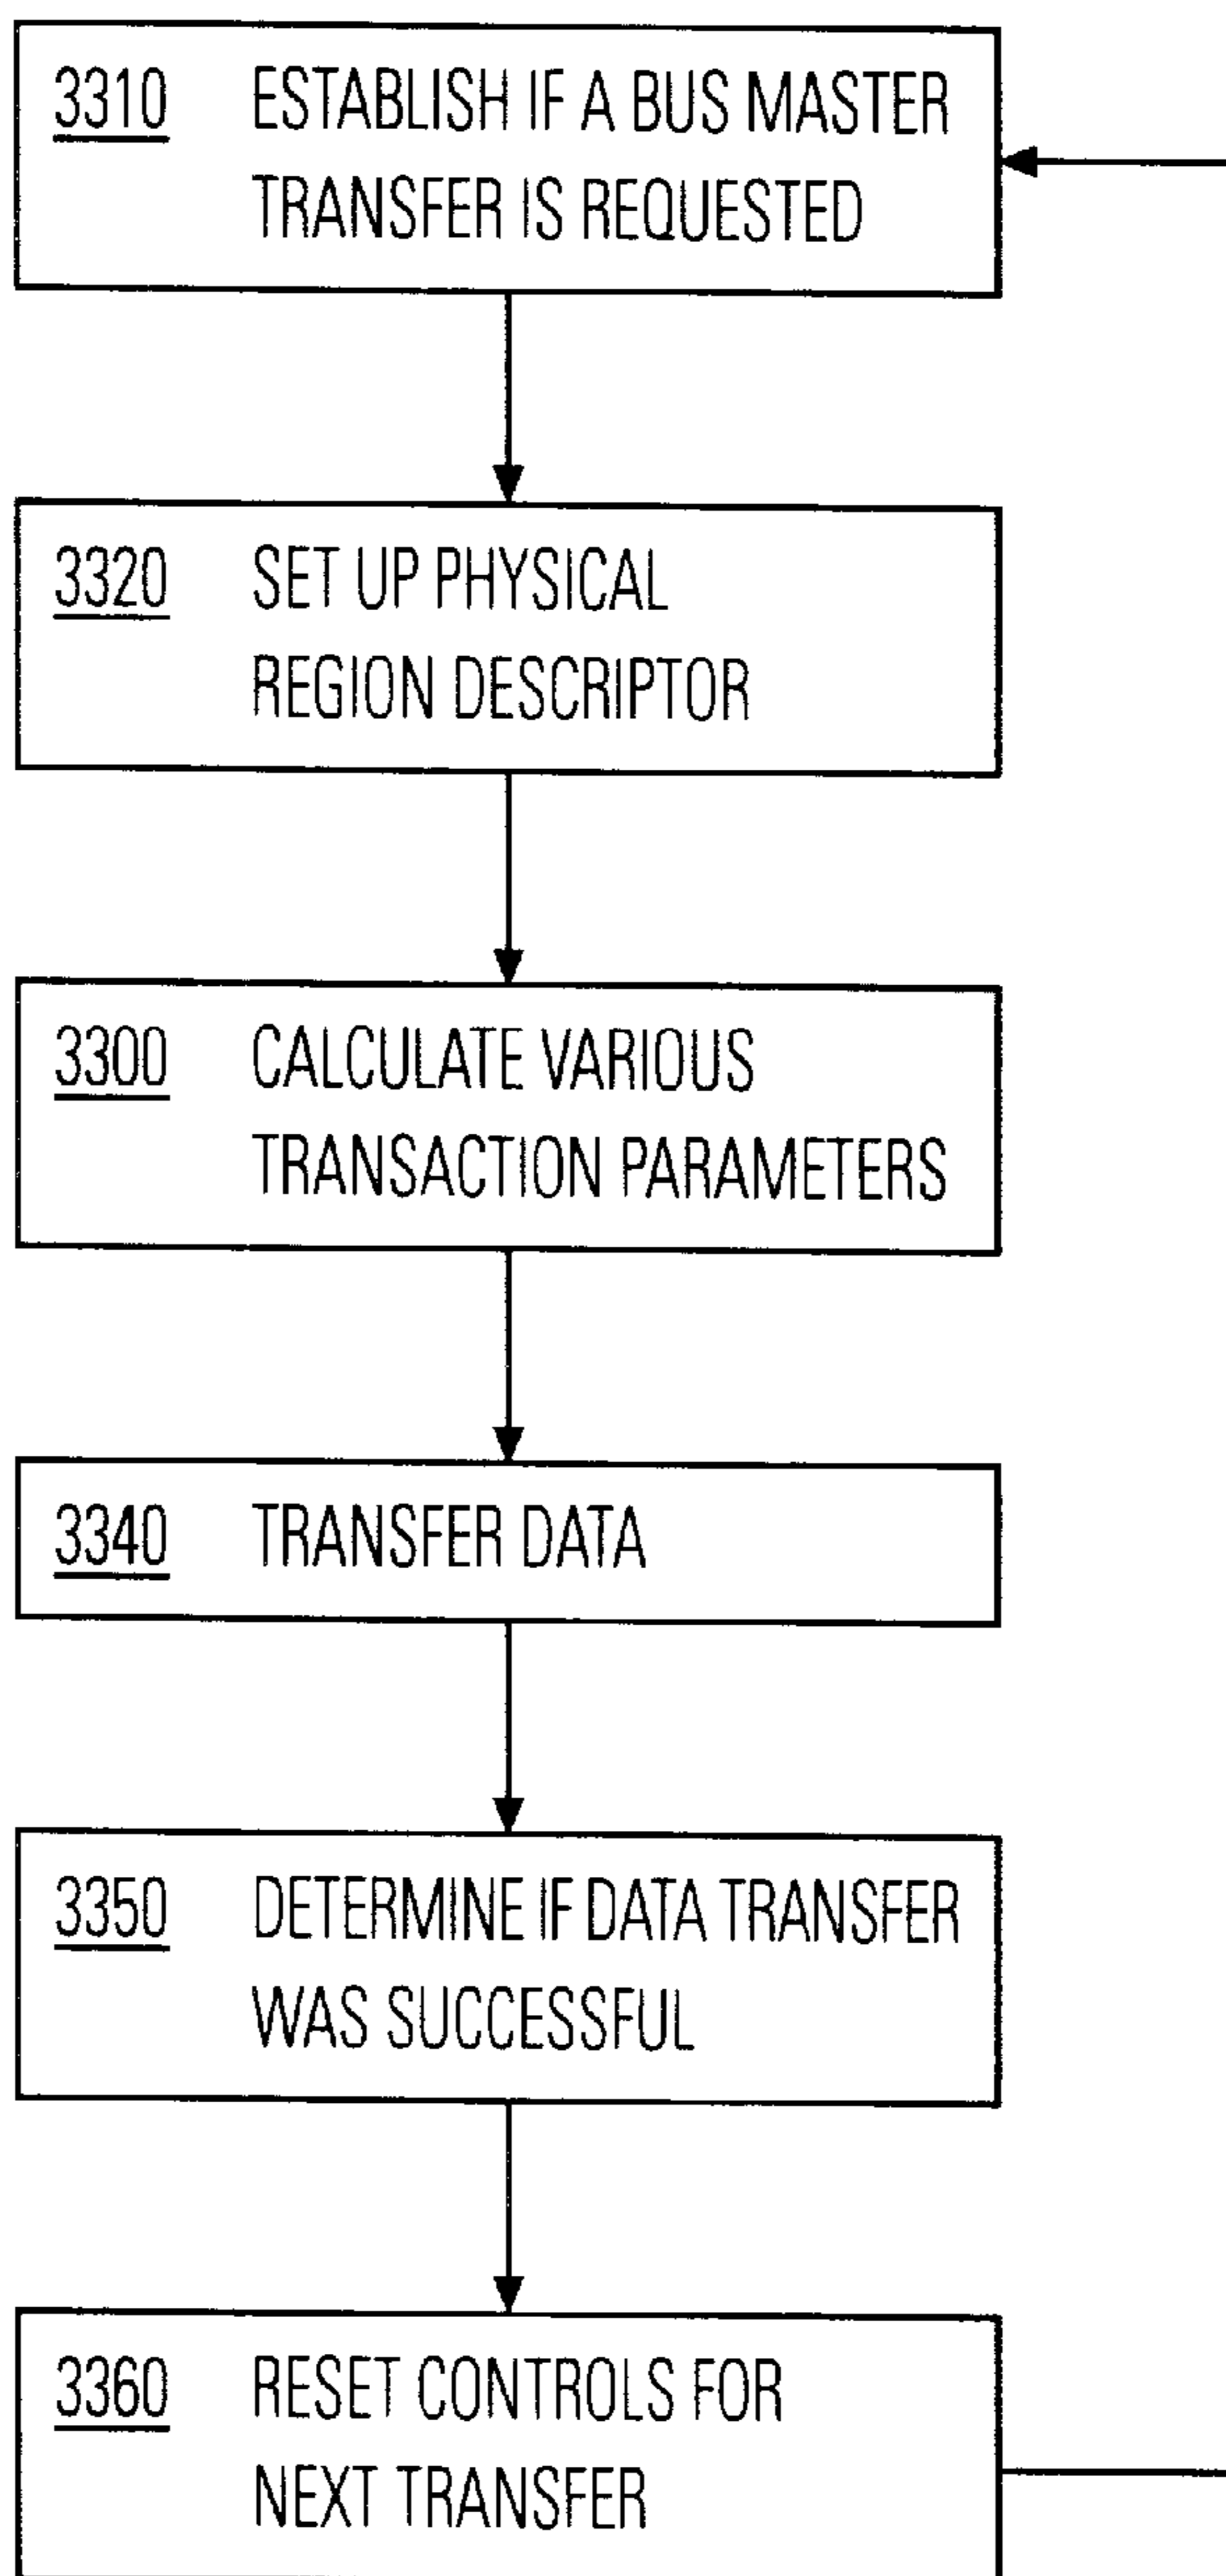 3310 ESTABLISH IF A BUS MASTER
TRANSFER IS REQUESTED
3320 SET UP PHYSICAL
REGION DESCRIPTOR
3300 CALCULATE VARIOUS
TRANSACTION PARAMETERS
3340 TRANSFER DATA
3350 DETERMINE IF DATA TRANSFER
WAS SUCCESSFUL
3360 RESET CONTROLS FOR
NEXT TRANSFER